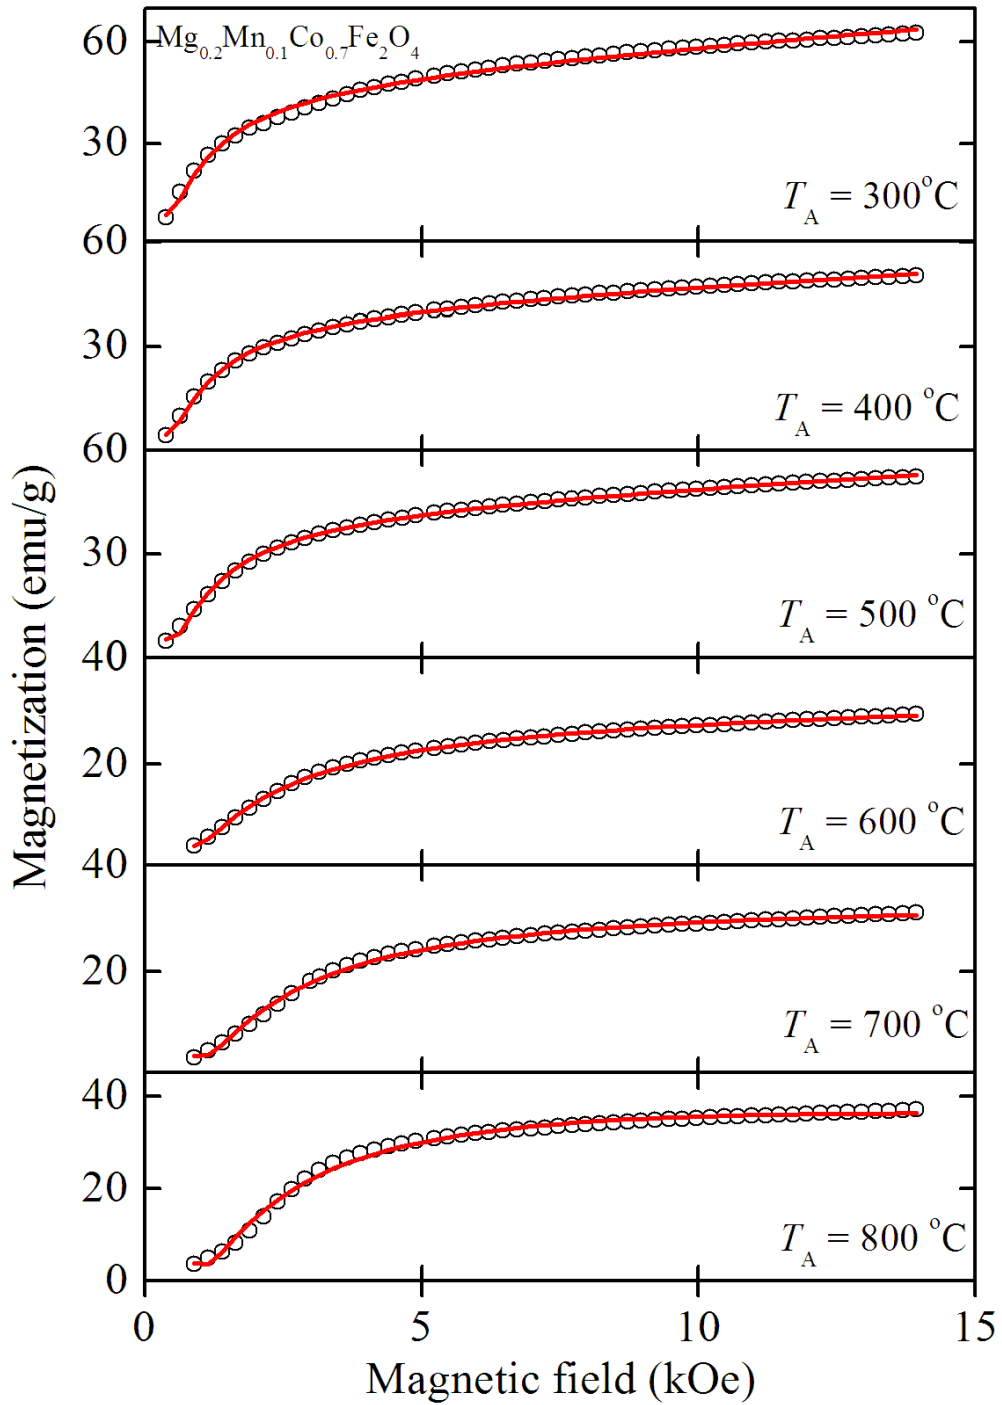 Mg0.2Mn0.1Co0.7Fe2O4
60
30
TA = 300°C
60
30
TA = 400 °C
60
30
TA = 500 °C
40
20
TA = 600 °C
40
20
TA = 700 °C
40
20
0
TA = 800 °C
0 5 10 15
Magnetic field (kOe)
Magnetization (emu/g)